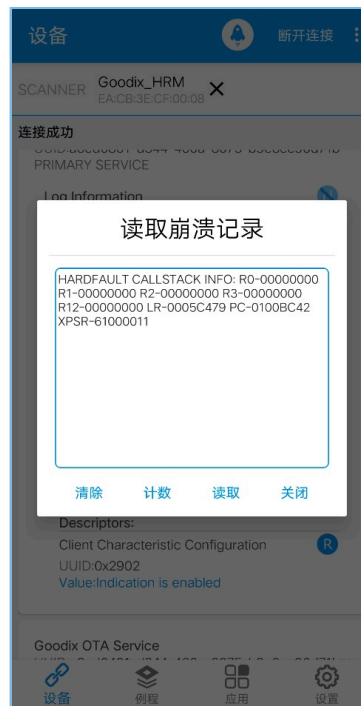 设备
断开连接
SCANNER
Goodix_HRM
EA:CB:3E:CF:00:08
连接成功
PRIMARY SERVICE
Log Information
读取崩溃记录
HARDFAULT CALLSTACK INFO: R0-00000000
R1-00000000 R2-00000000 R3-00000000
R12-00000000 LR-0005C479 PC-0100BC42
XPSR-61000011
清除 计数 读取 关闭
Descriptors:
Client Characteristic Configuration
R
UUID:0x2902
Value:Indication is enabled
Goodix OTA Service
设备 例程 应用 设置